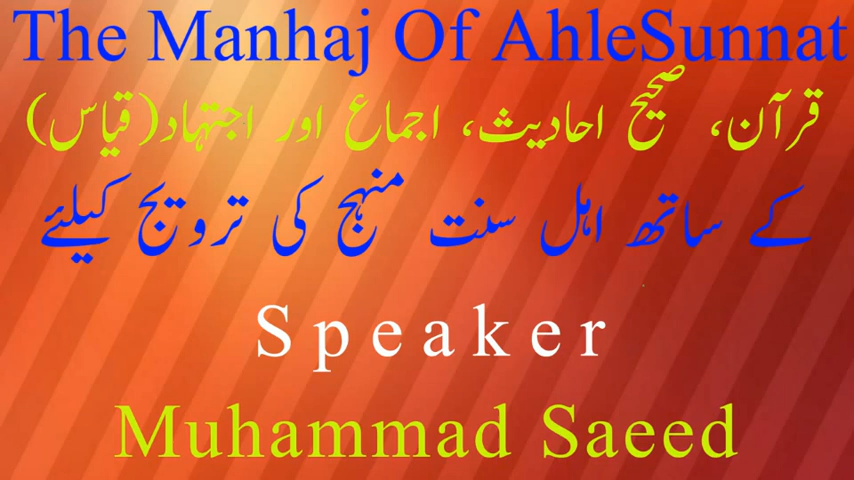 The Manhaj Of AhleSunnat
قرآن، صحیح احادیث، اجماع اور اجتہاد(قیاس)
کے ساتھ اہل سنت منہج کی ترویج کیلئے
Speaker
Muhammad Saeed